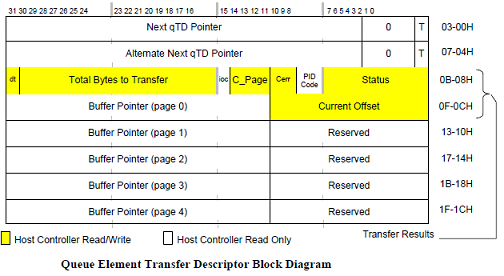 31 30 29 28 27 26 25 24 23 22 21 20 19 18 17 16 15 14 13 12 11 10 9 8 7 6 5 4 3 2 1 0
Next qTD Pointer 0 T 03-00H
Alternate Next qTD Pointer 0 T 07-04H
dt Total Bytes to Transfer ioc C_Page Cerr PID Code Status 0B-08H
Buffer Pointer (page 0) Current Offset 0F-0CH
Buffer Pointer (page 1) Reserved 13-10H
Buffer Pointer (page 2) Reserved 17-14H
Buffer Pointer (page 3) Reserved 1B-18H
Buffer Pointer (page 4) Reserved 1F-1CH
Host Controller Read/Write Host Controller Read Only Transfer Results
Queue Element Transfer Descriptor Block Diagram